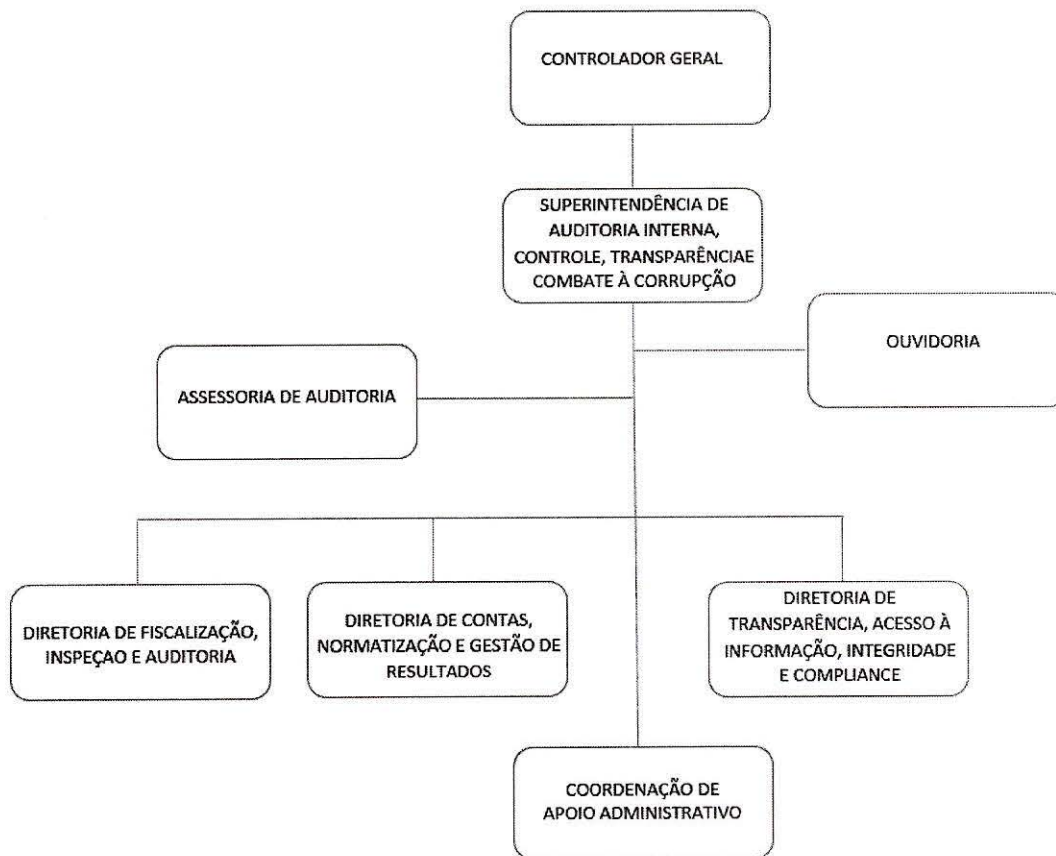 CONTROLADOR GERAL
SUPERINTENDÊNCIA DE
AUDITORIA INTERNA,
CONTROLE, TRANSPARÊNCIAE
COMBATE À CORRUPÇÃO
OUVIDORIA
ASSESSORIA DE AUDITORIA
DIRETORIA DE FISCALIZAÇÃO,
INSPEÇAO E AUDITORIA
DIRETORIA DE CONTAS,
NORMATIZAÇÃO E GESTÃO DE
RESULTADOS
DIRETORIA DE
TRANSPARÊNCIA, ACESSO À
INFORMAÇÃO, INTEGRIDADE
E COMPLIANCE
COORDENAÇÃO DE
APOIO ADMINISTRATIVO